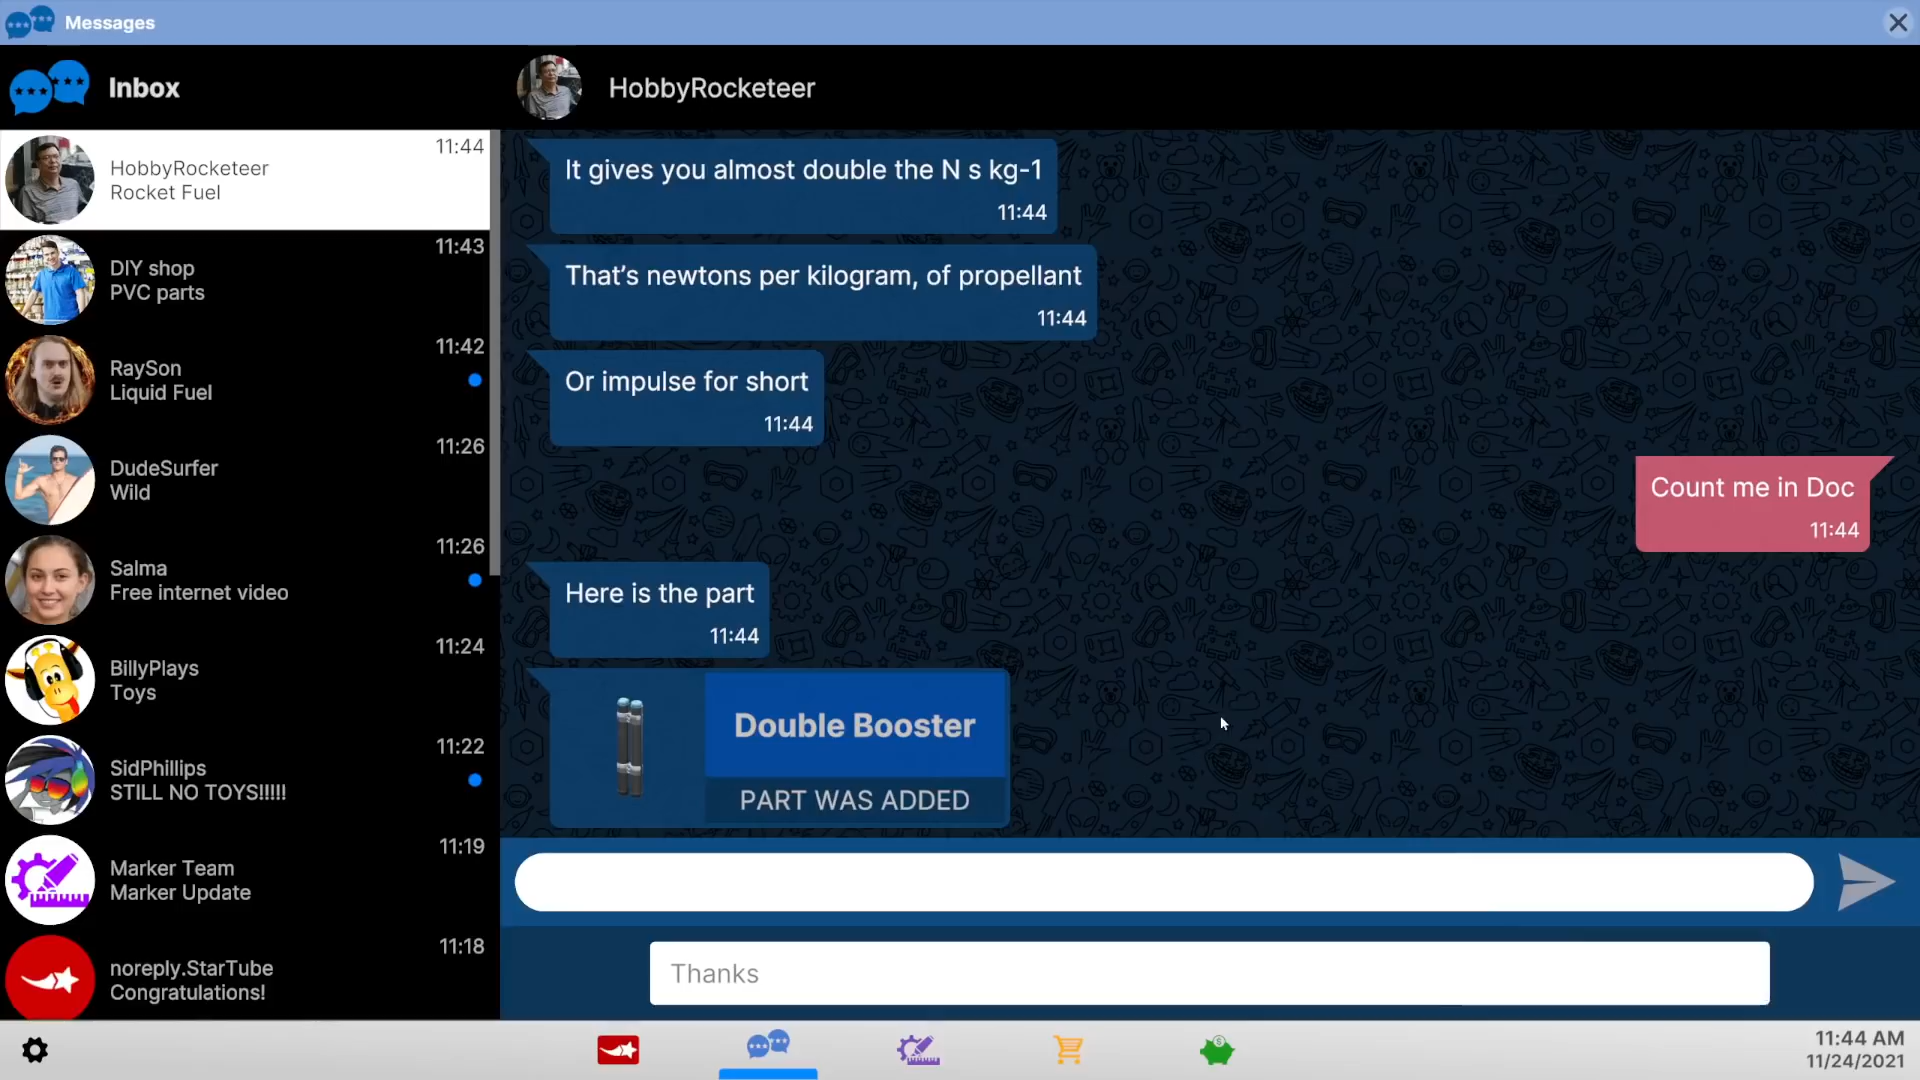 Messages
Inbox
HobbyRocketeer
11:44
HobbyRocketeer
Rocket Fuel
11:43
DIY shop
PVC parts
11:42
RaySon
Liquid Fuel
11:26
DudeSurfer
Wild
11:26
Salma
Free internet video
11:24
BillyPlays
Toys
11:22
SidPhillips
STILL NO TOYS!!!!!
11:19
Marker Team
Marker Update
11:18
noreply.StarTube
Congratulations!
It gives you almost double the N s kg-1
11:44
That's newtons per kilogram, of propellant
11:44
Or impulse for short
11:44
Count me in Doc
11:44
Here is the part
11:44
Double Booster
PART WAS ADDED
Thanks
11:44 AM
11/24/2021